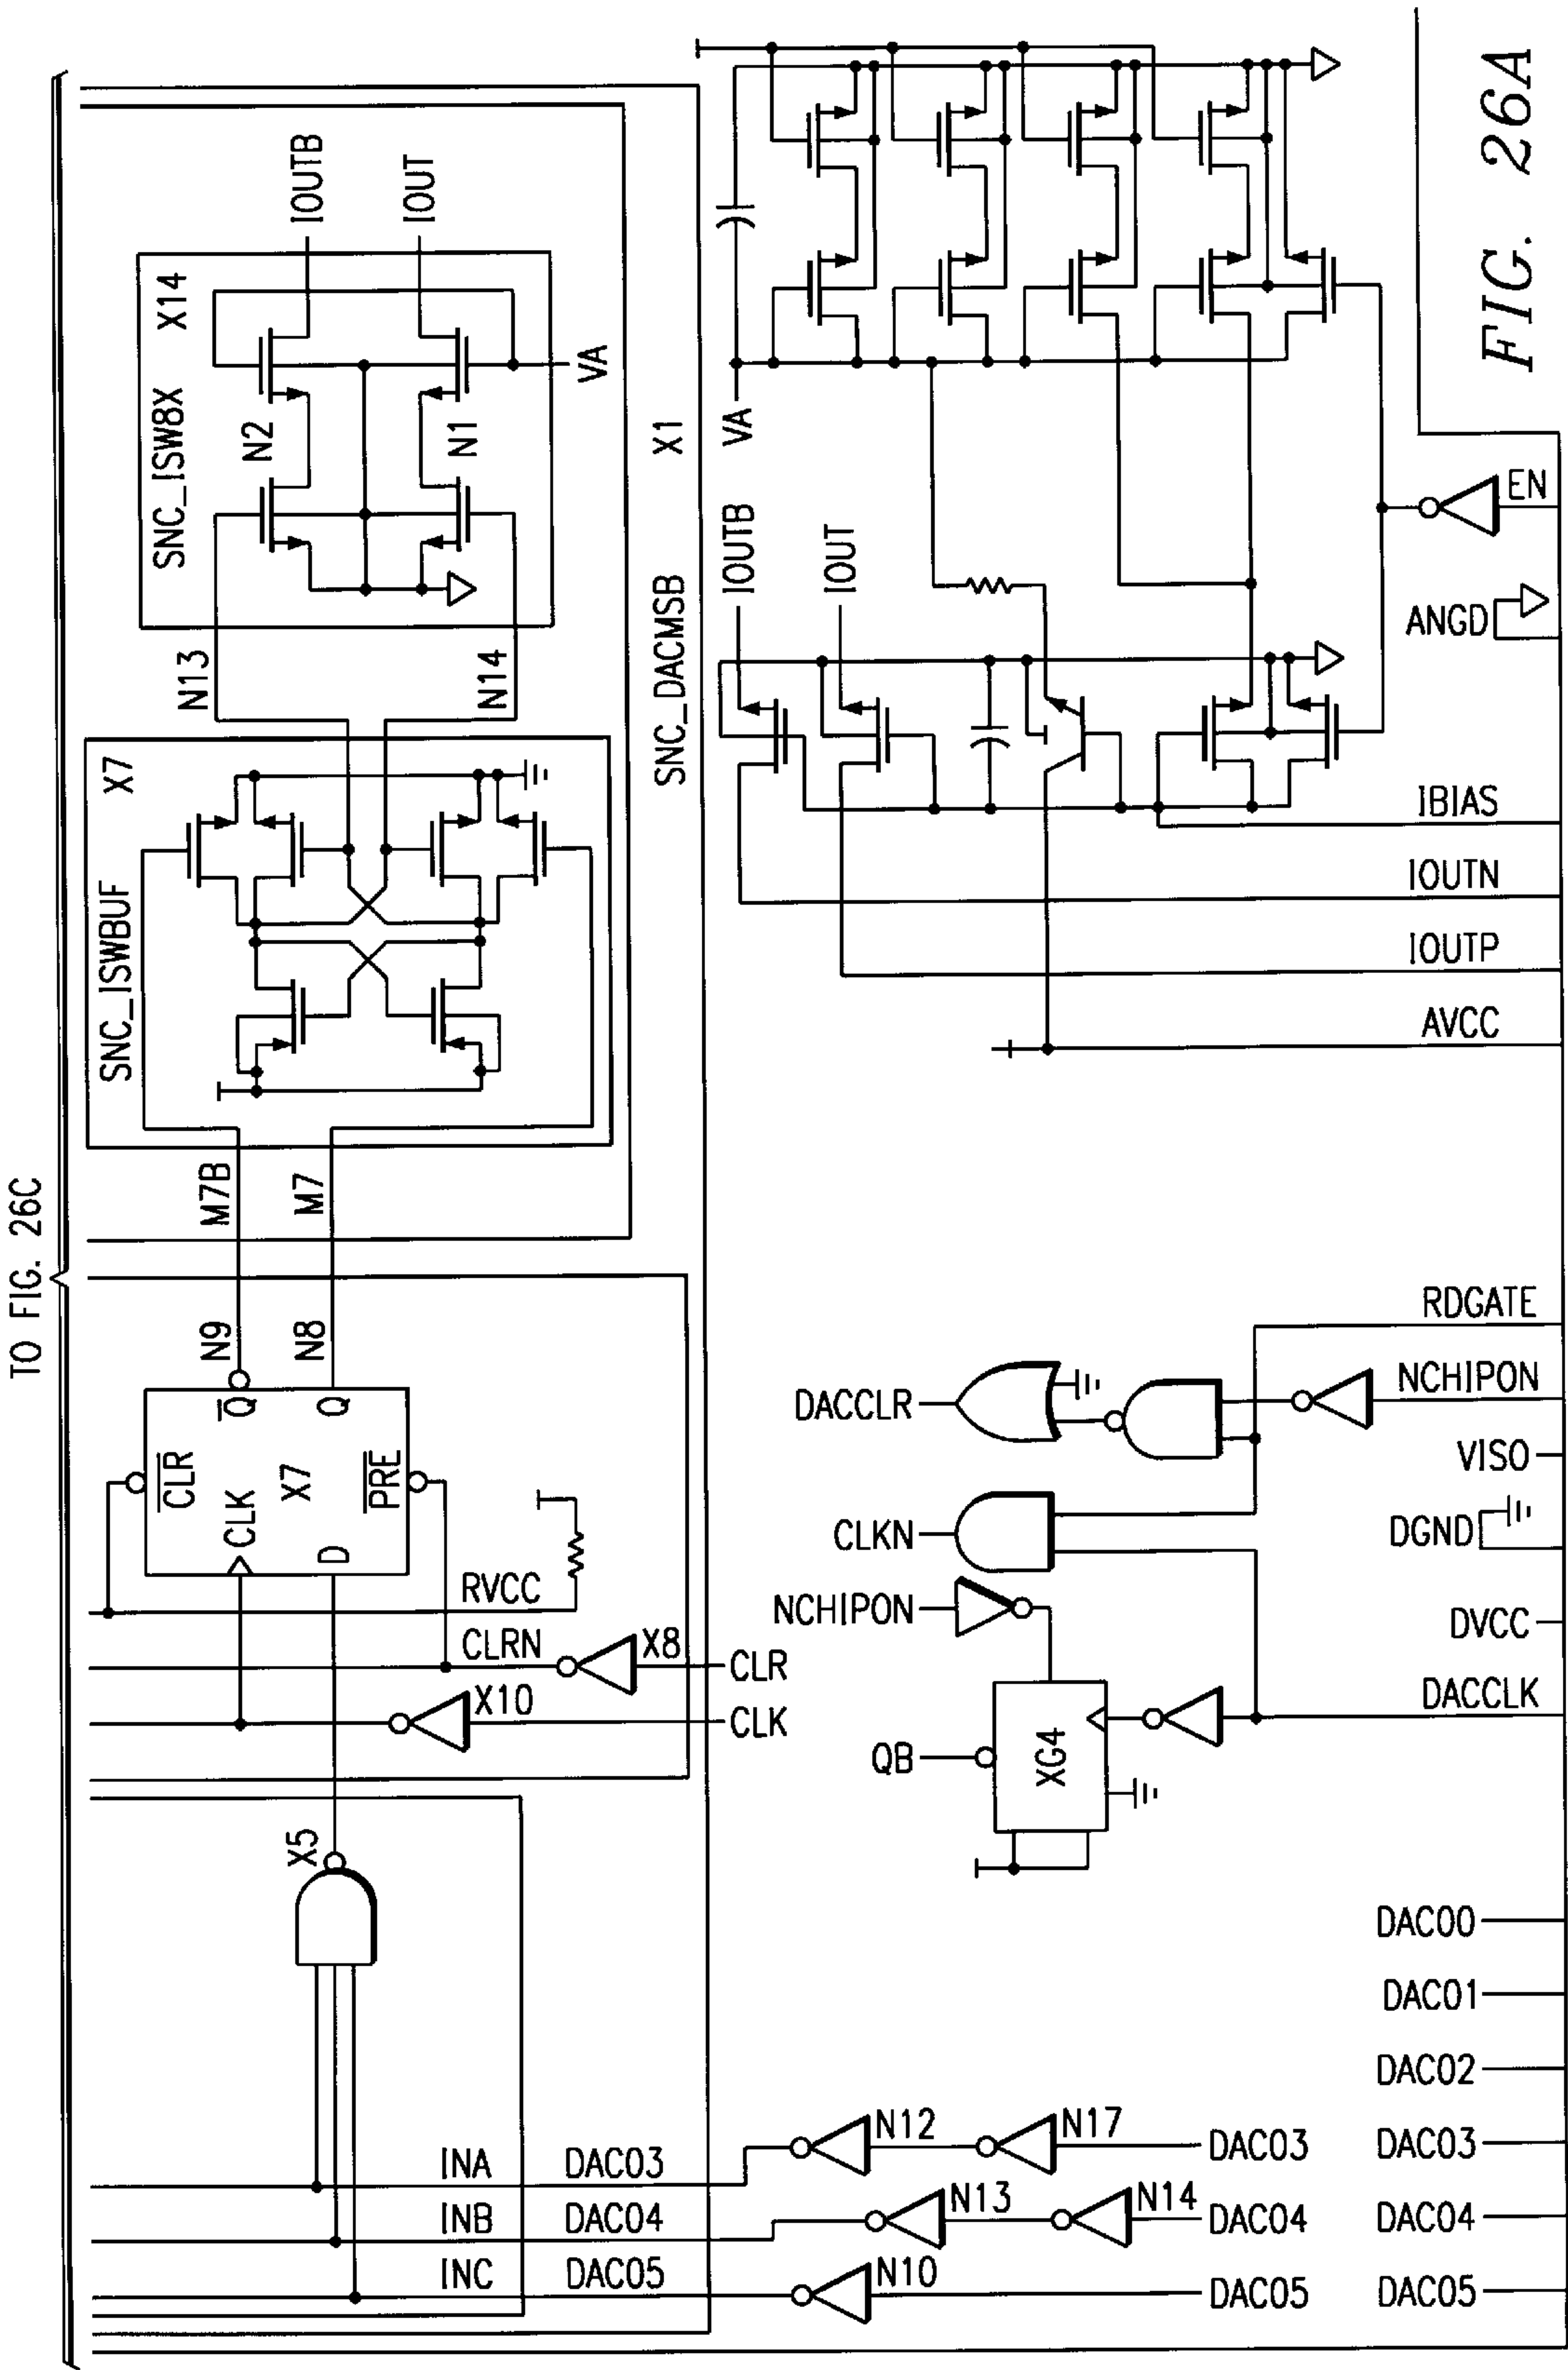 TO FIG. 26C
IOUTB
IOUT
X14
SNC_ISW8X
N2
N1
VA
N13
N14
X7
SNC_ISWBUF
M7B
M7
N9
N8
Q
Q
CLR
CLK
X7
PRE
D
RVCC
CLRN
X8
CLR
X10
CLK
X5
INA
DAC03
INB
DAC04
INC
DAC05
X1
SNC_DACMSB
VA
IOUTB
IOUT
EN
ANGD
IBIAS
IOUTN
IOUTP
AVCC
RDGATE
DACCLR
NCHIPON
VISO
CLKN
DGND
NCHIPON
DVCC
DACCLK
QB
XG4
DAC00
DAC01
DAC02
N12
N17
DAC03
DAC03
N13
N14
DAC04
DAC04
N10
DAC05
DAC05
FIG. 26A